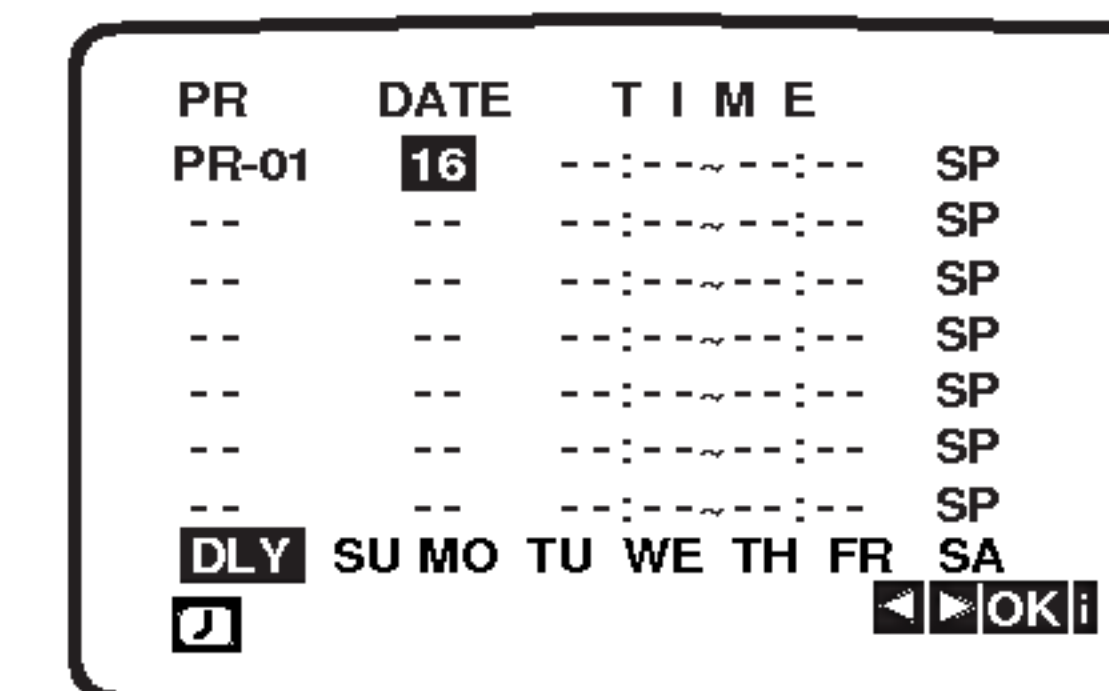 PR DATE T I M E
PR-01 16 --:--~--:-- SP
-- -- --:--~--:-- SP
-- -- --:--~--:-- SP
-- -- --:--~--:-- SP
-- -- --:--~--:-- SP
-- -- --:--~--:-- SP
-- -- --:--~--:-- SP
DLY SU MO TU WE TH FR SA
◀ ▶ OK i